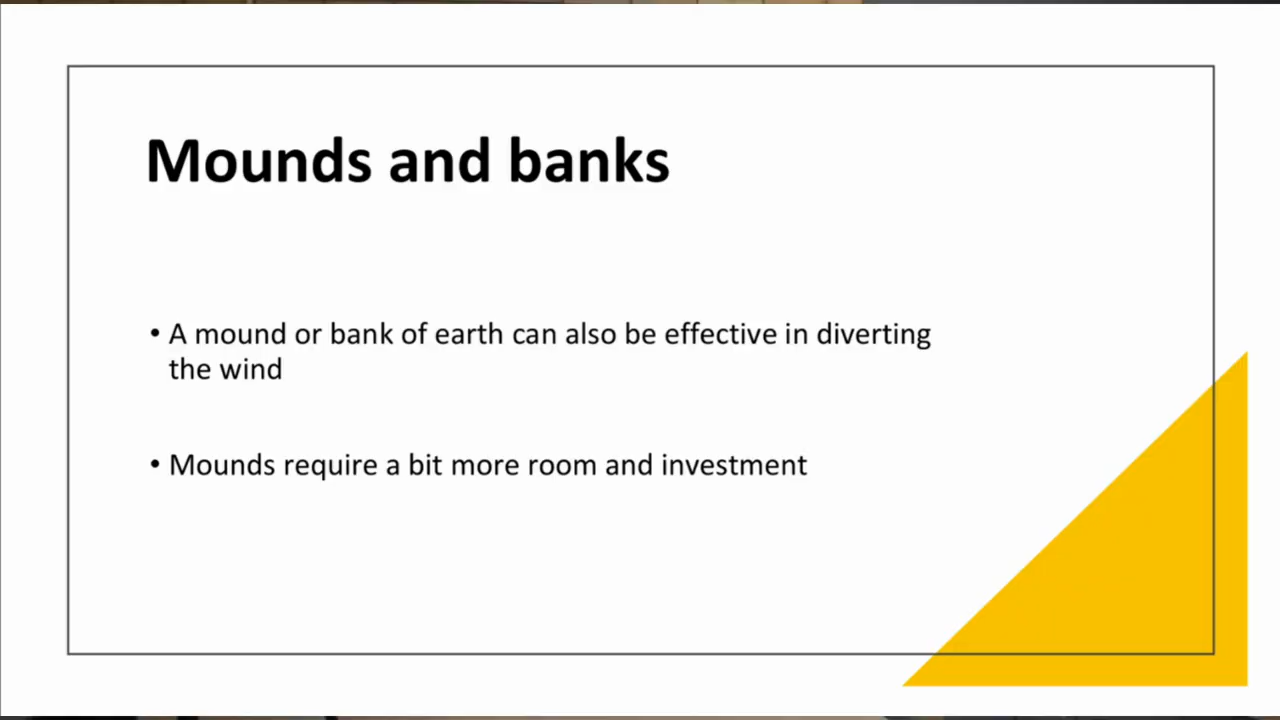 Mounds and banks
• A mound or bank of earth can also be effective in diverting
the wind
• Mounds require a bit more room and investment